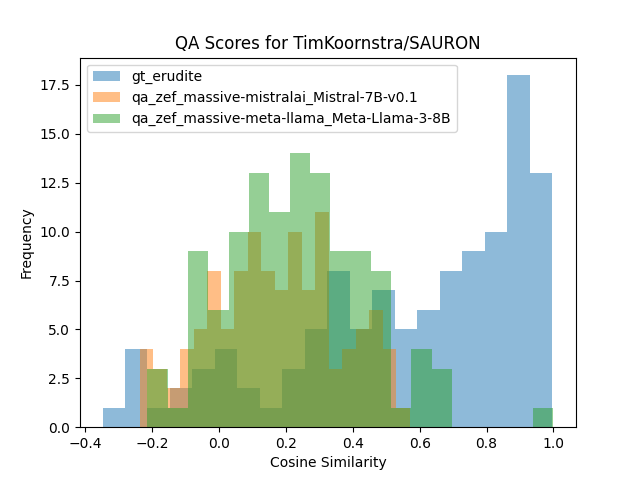 QA Scores for TimKoornstra/SAURON
gt_erudite
qa_zef_massive-mistralai_Mistral-7B-v0.1
qa_zef_massive-meta-llama_Meta-Llama-3-8B
Frequency
17.5
15.0
12.5
10.0
7.5
5.0
2.5
0.0
−0.4
−0.2
0.0
0.2
0.4
0.6
0.8
1.0
Cosine Similarity